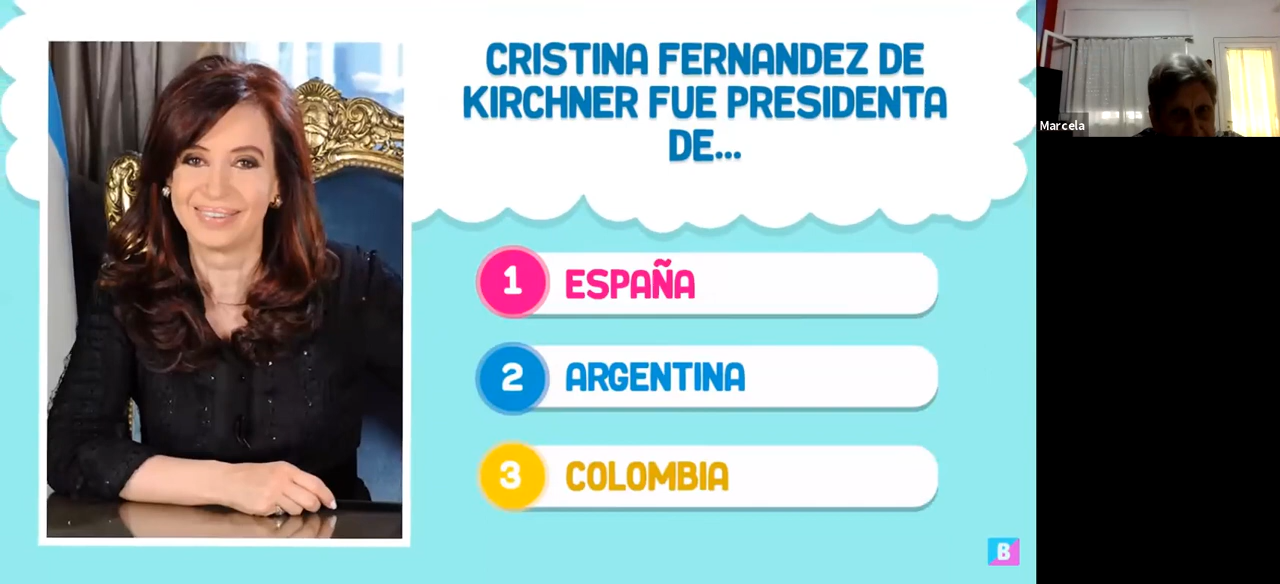 CRISTINA FERNANDEZ DE
KIRCHNER FUE PRESIDENTA
DE...
1 ESPAÑA
2 ARGENTINA
3 COLOMBIA
B
Marcela